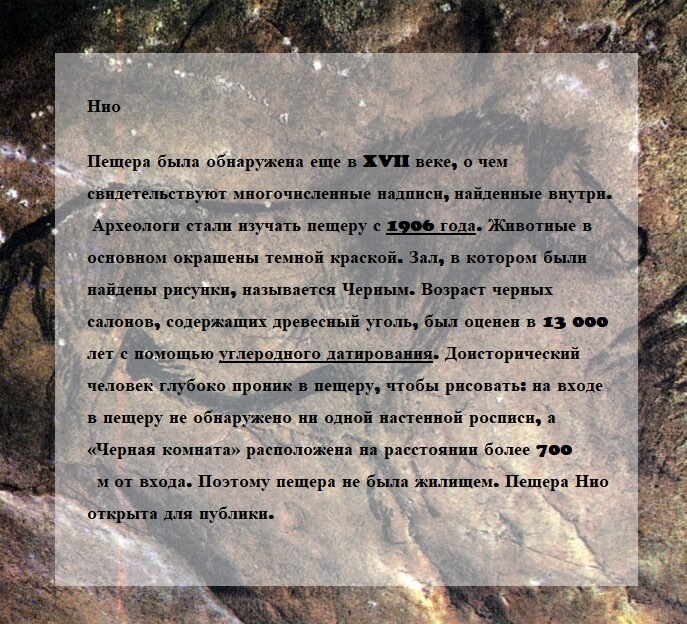 Нио
Пещера была обнаружена еще в XVII веке, о чем
свидетельствуют многочисленные надписи, найденные внутри.
Археологи стали изучать пещеру с 1906 года. Животные в
основном окрашены темной краской. Зал, в котором были
найдены рисунки, называется Черным. Возраст черных
салонов, содержащих древесный уголь, был оценен в 13 000
лет с помощью углеродного датирования. Доисторический
человек глубоко проник в пещеру, чтобы рисовать: на входе
в пещеру не обнаружено ни одной настенной росписи, а
«Черная комната» расположена на расстоянии более 700
м от входа. Поэтому пещера не была жилищем. Пещера Нио
открыта для публики.